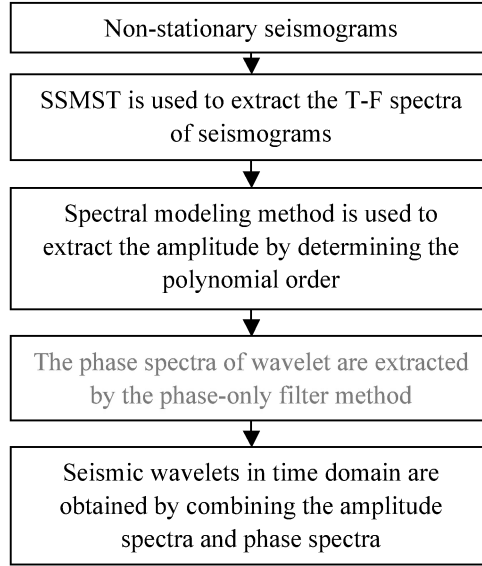 Non-stationary seismograms
SSMST is used to extract the T-F spectra
of seismograms
Spectral modeling method is used to
extract the amplitude by determining the
polynomial order
The phase spectra of wavelet are extracted
by the phase-only filter method
Seismic wavelets in time domain are
obtained by combining the amplitude
spectra and phase spectra